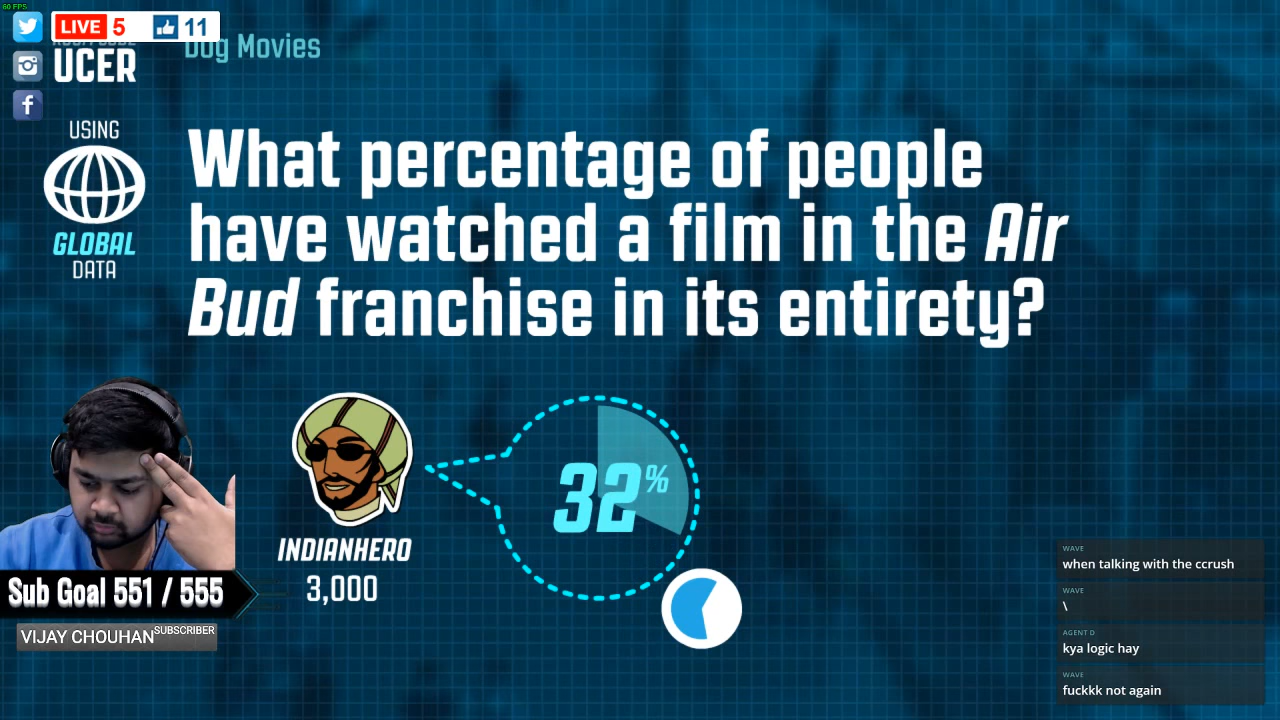 60 FPS
LIVE 5 11
UCER
Dog Movies
USING
GLOBAL
DATA
What percentage of people
have watched a film in the Air
Bud franchise in its entirety?
32%
INDIANHERO
3,000
Sub Goal 551 / 555
VIJAY CHOUHAN SUBSCRIBER
WAVE
when talking with the ccrush
WAVE
\
AGENT D
kya logic hay
WAVE
fuckkk not again